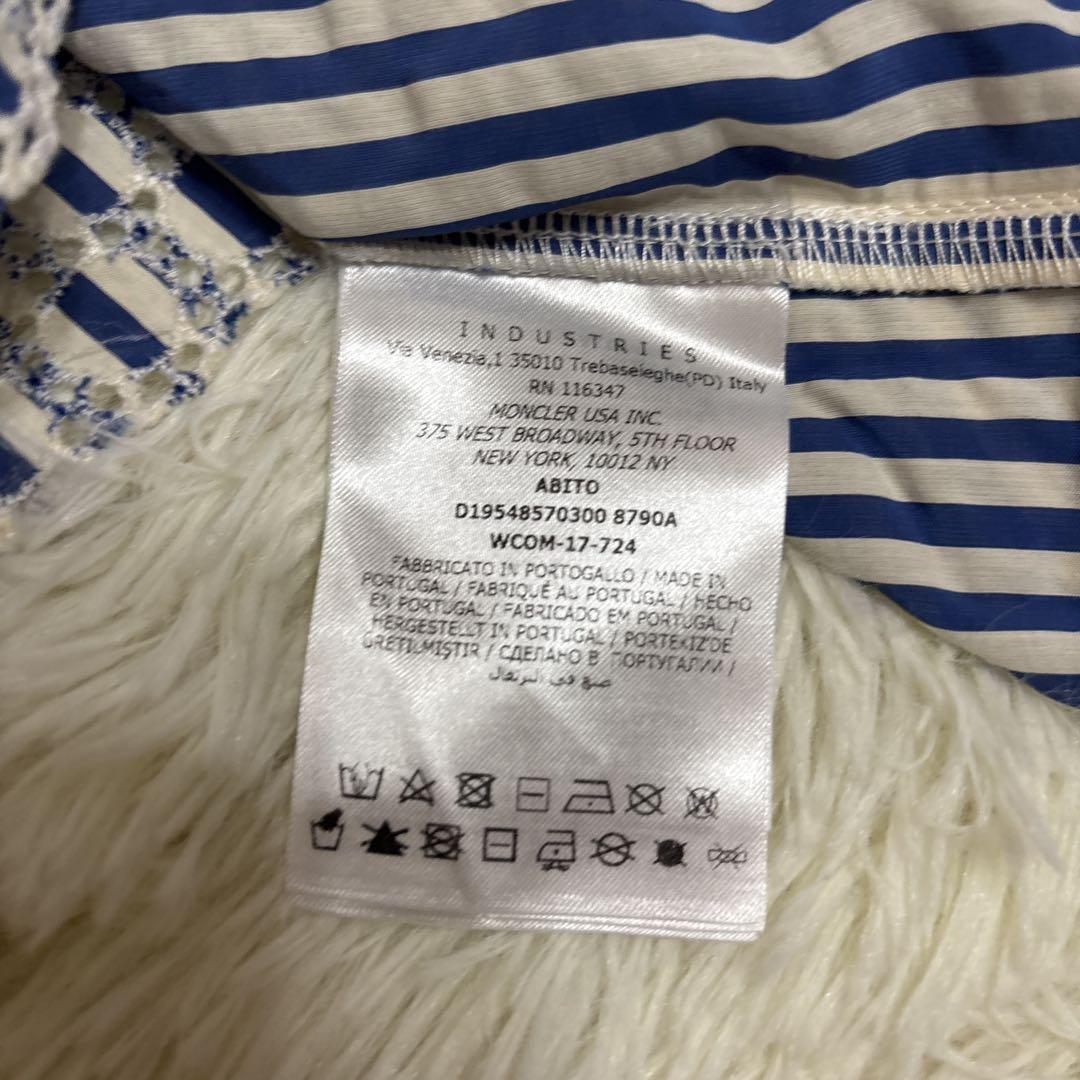 INDUSTRIES
Via Venezia,1 35010 Trebaseleghe(PD) Italy
RN 116347
MONCLER USA INC.
375 WEST BROADWAY, 5TH FLOOR
NEW YORK, 10012 NY
ABITO
D19548570300 8790A
WCOM-17-724
FABBRICATO IN PORTOGALLO / MADE IN
PORTUGAL / FABRIQUÉ AU PORTUGAL / HECHO
EN PORTUGAL / FABRICADO EM PORTUGAL /
HERGESTELLT IN PORTUGAL / PORTEKIZ'DE
ÜRETILMIŞTIR / СДЕЛАНО В ПОРТУГАЛИИ /
صنع في البرتغال